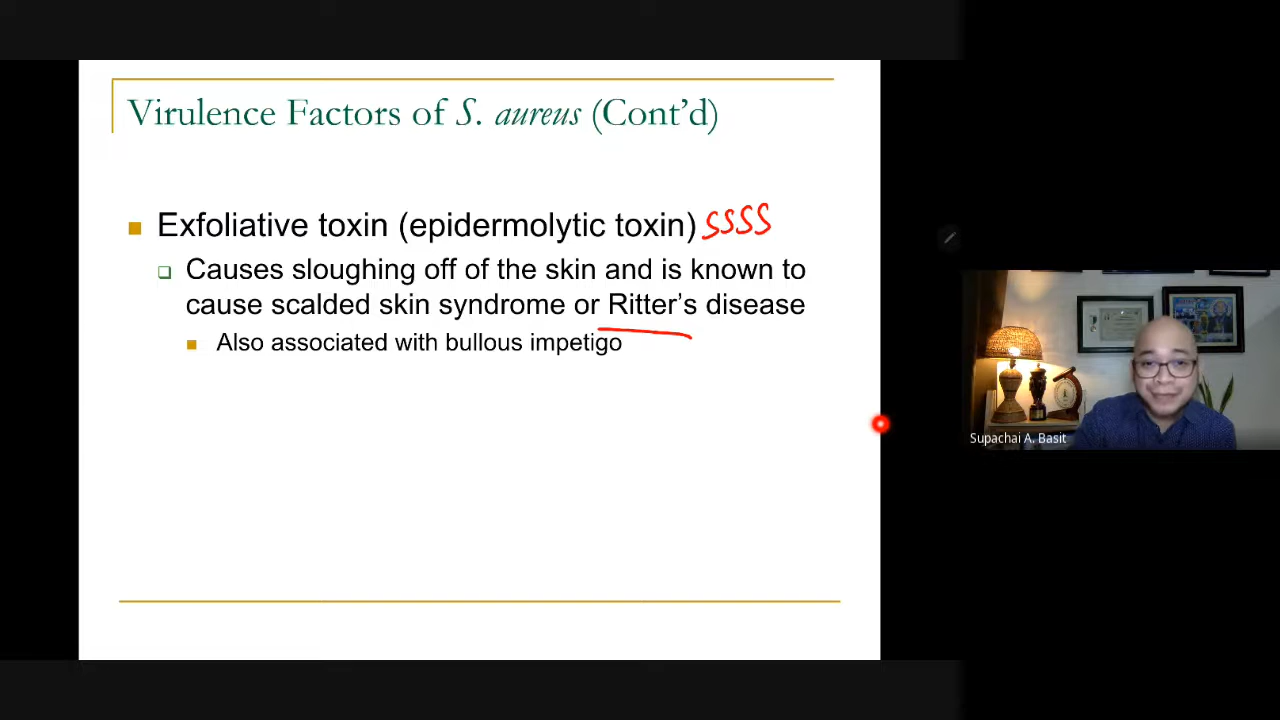 Virulence Factors of S. aureus (Cont’d)
Exfoliative toxin (epidermolytic toxin) SSSS
Causes sloughing off of the skin and is known to
cause scalded skin syndrome or Ritter’s disease
Also associated with bullous impetigo
Supachai A. Basit